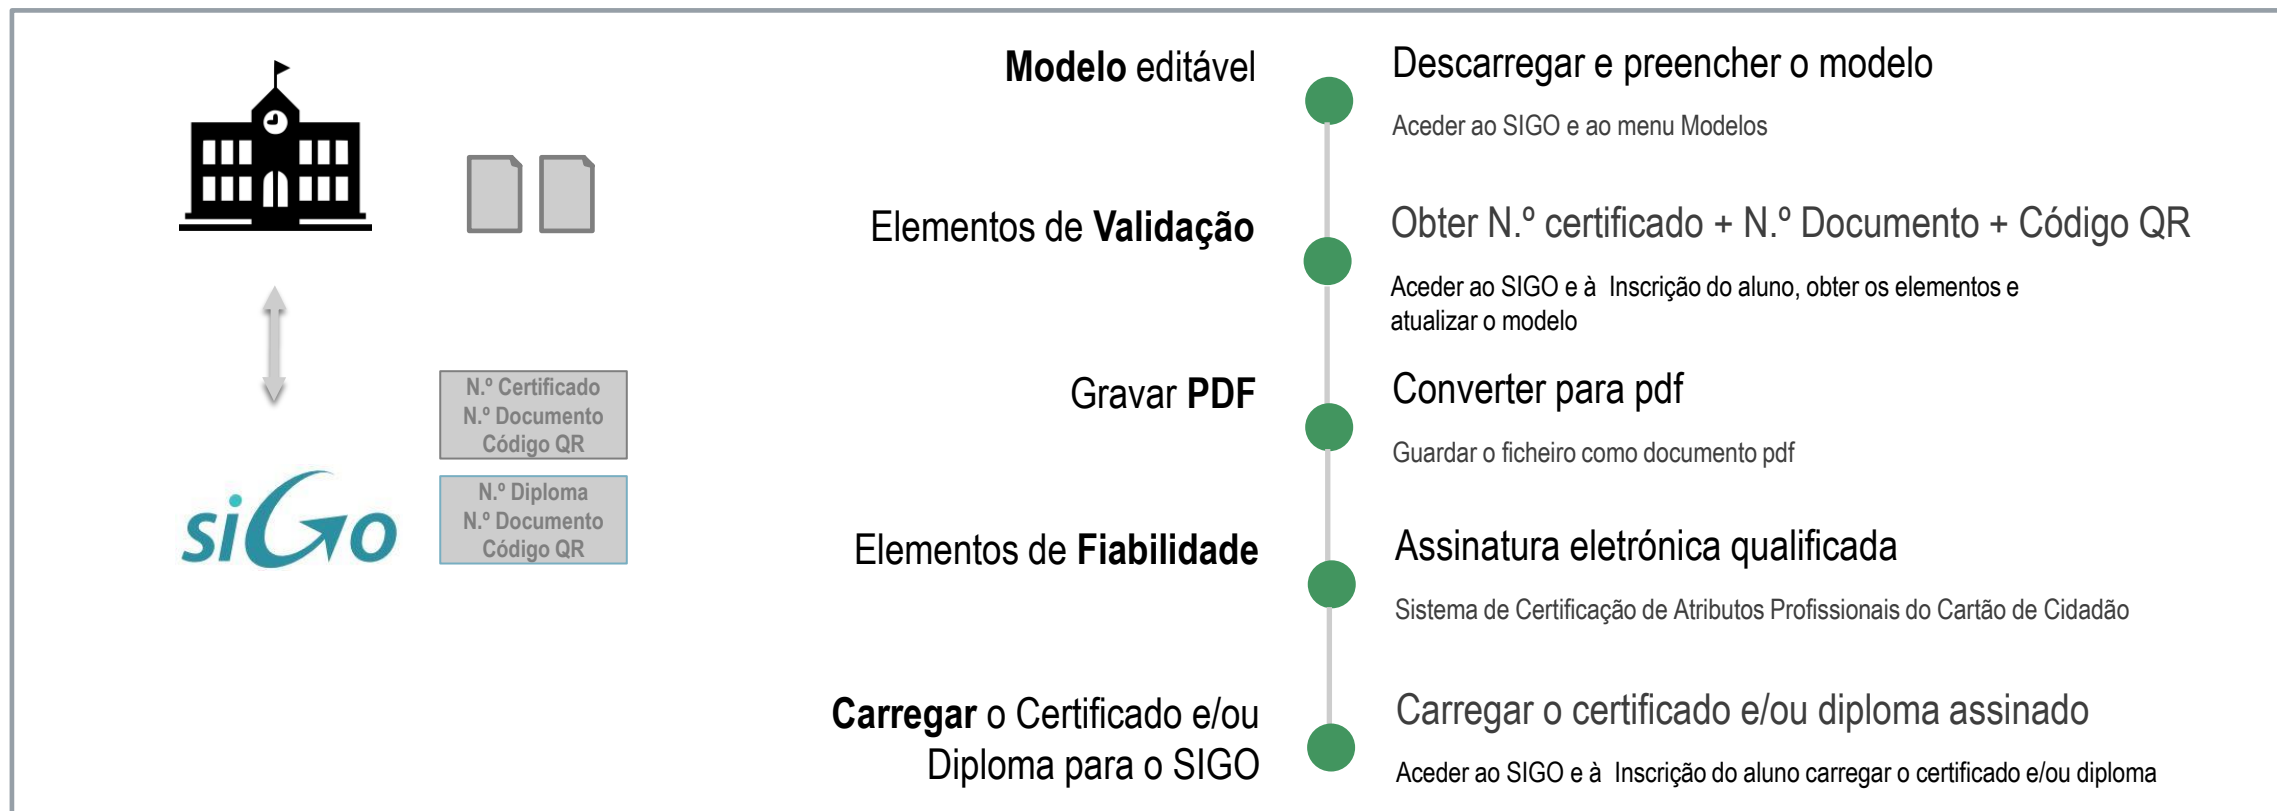 Modelo editável
Descarregar e preencher o modelo
Aceder ao SIGO e ao menu Modelos
Elementos de Validação
Obter N.º certificado + N.º Documento + Código QR
Aceder ao SIGO e à  Inscrição do aluno, obter os elementos e
atualizar o modelo
N.º Certificado
N.º Documento
Código QR
Gravar PDF
Converter para pdf
Guardar o ficheiro como documento pdf
siGo
N.º Diploma
N.º Documento
Código QR
Elementos de Fiabilidade
Assinatura eletrónica qualificada
Sistema de Certificação de Atributos Profissionais do Cartão de Cidadão
Carregar o Certificado e/ou
Diploma para o SIGO
Carregar o certificado e/ou diploma assinado
Aceder ao SIGO e à  Inscrição do aluno carregar o certificado e/ou diploma